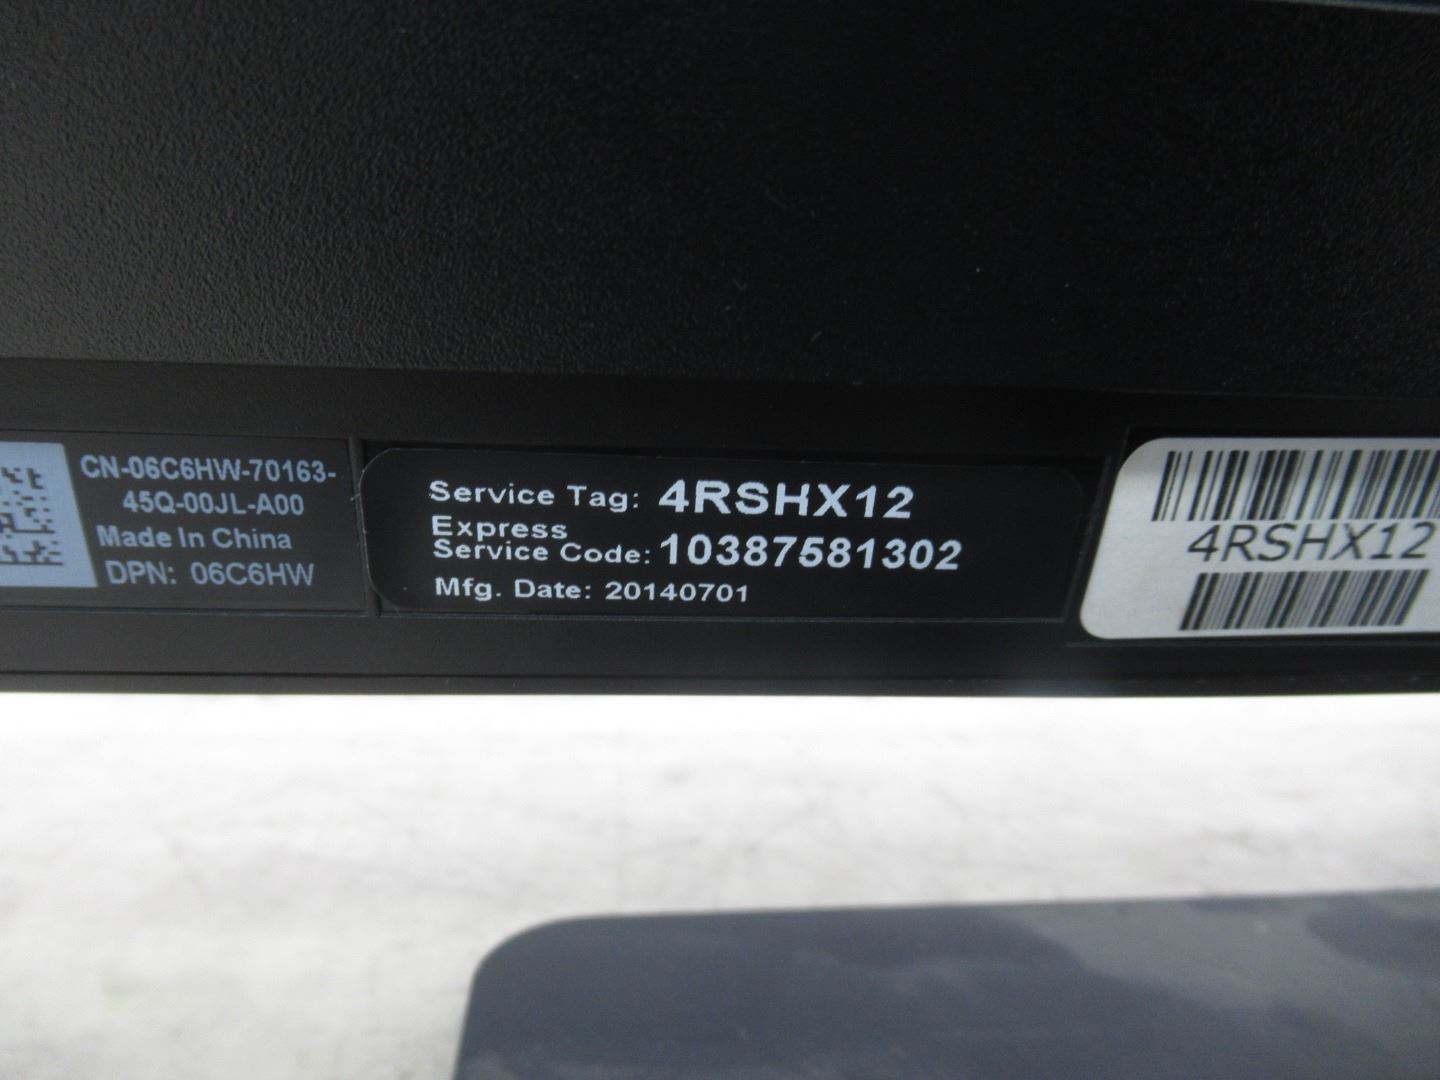 CN-06C6HW-70163-
45Q-00JL-A00
Made In China
DPN: 06C6HW
Service Tag: 4RSHX12
Express
Service Code: 10387581302
Mfg. Date: 20140701
4RSHX12